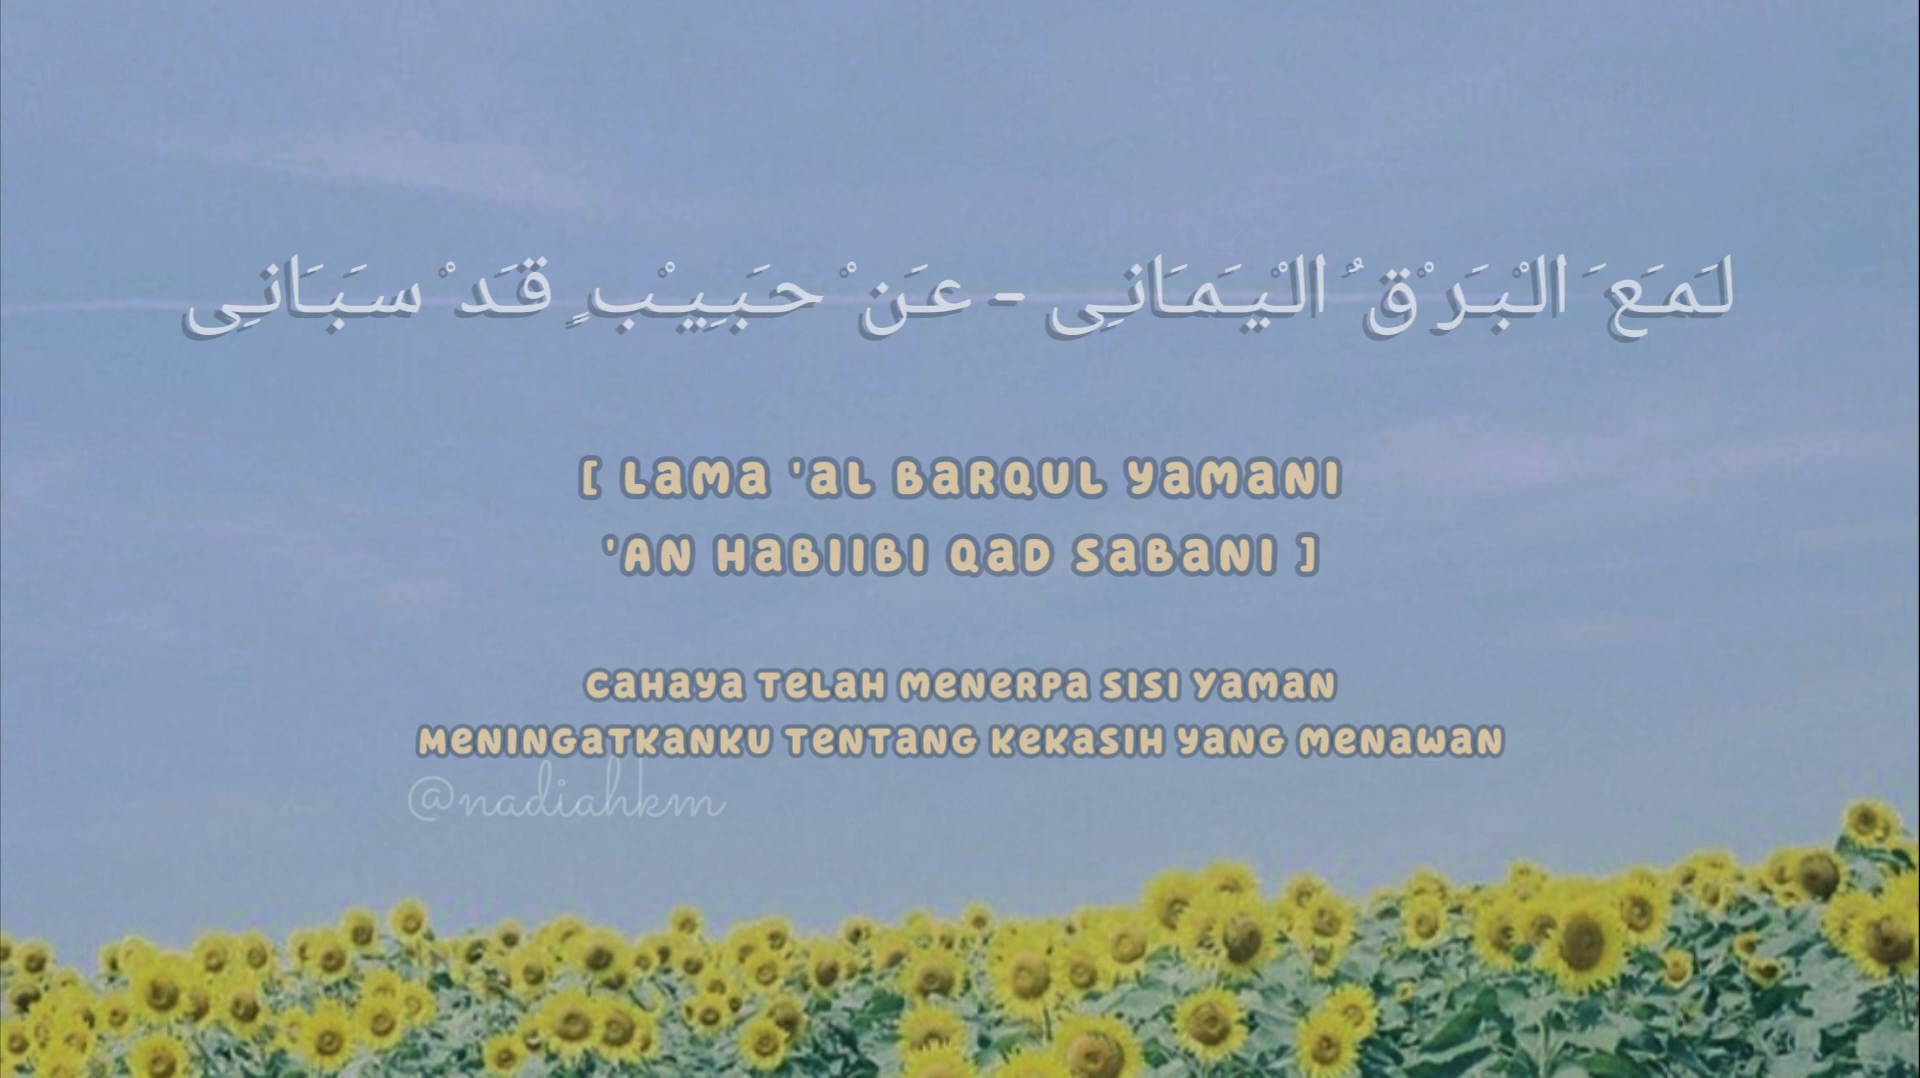 لَمَعَ الْبَرْقُ الْيَمَانِى - عَنْ حَبِيْبٍ قَدْ سَبَانِى
[ Lama 'al Barqul Yamani
'An Habiibi Qad Sabani ]
Cahaya telah menerpa sisi Yaman
Meningatkanku tentang kekasih yang menawan
@nadiahkm